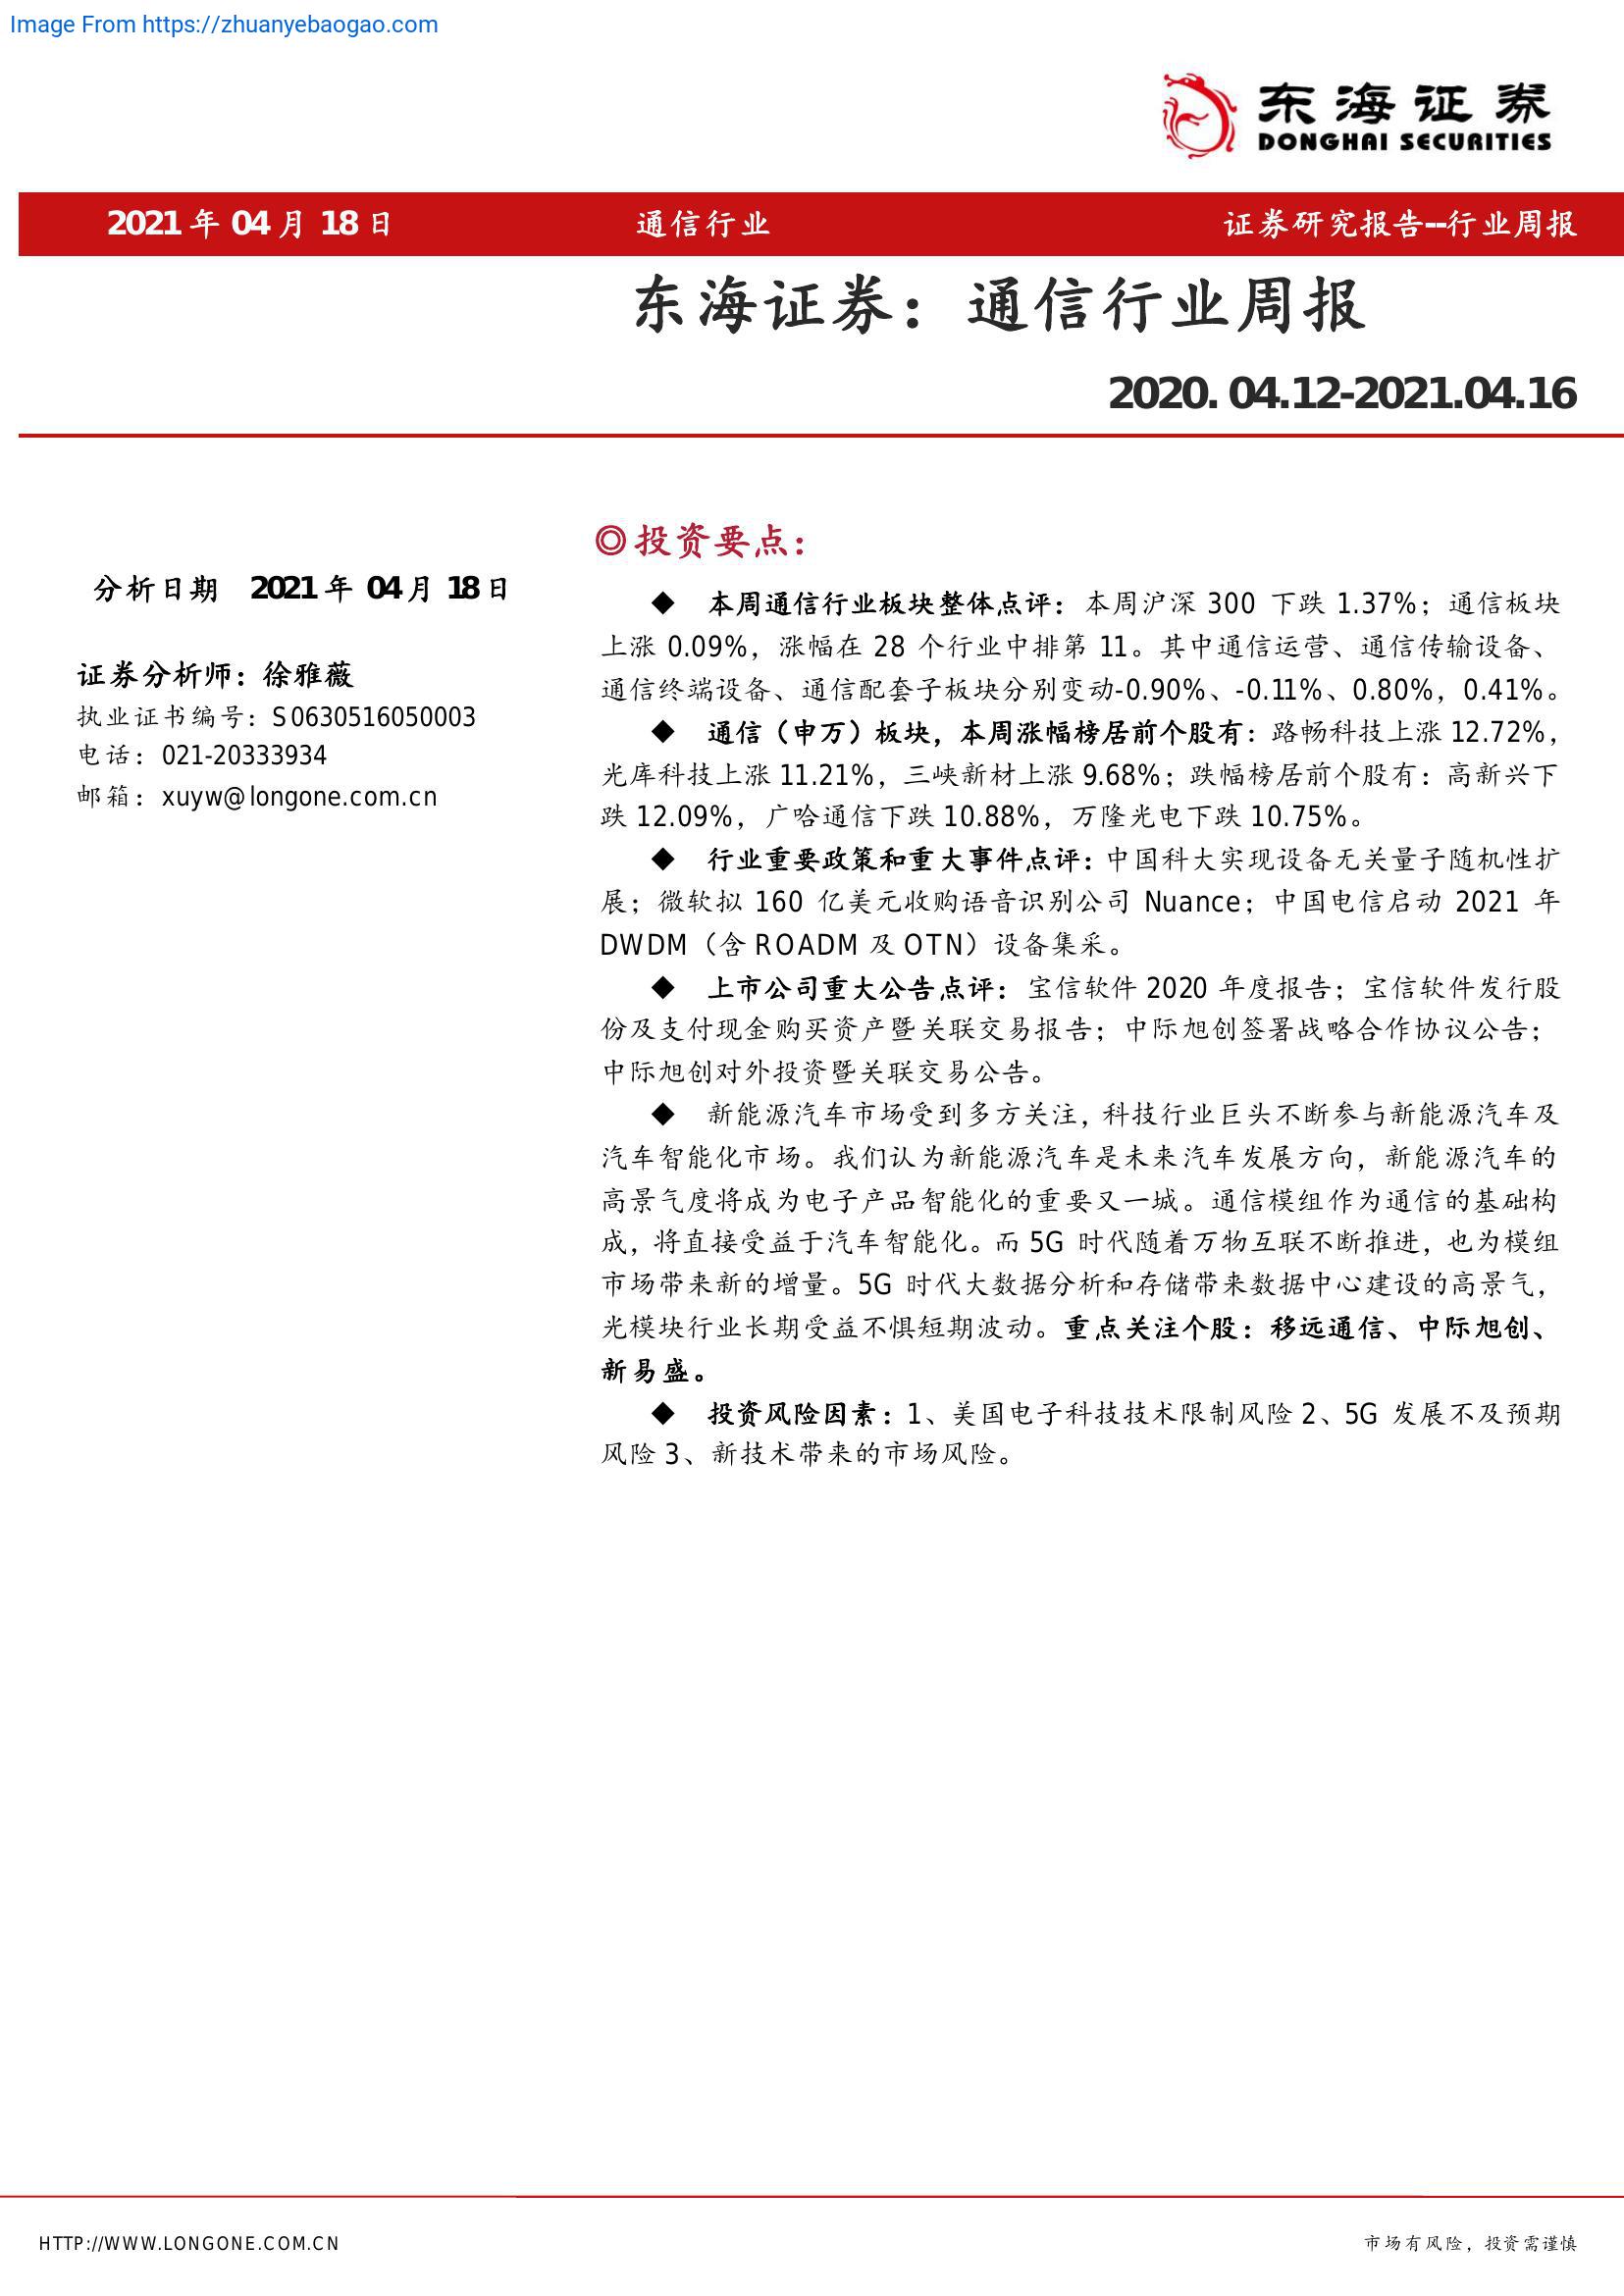 Image From https://zhuanyebaogao.com
东海证券
DONGHAI SECURITIES
2021 年 04 月 18 日 通信行业 证券研究报告--行业周报
东海证券：通信行业周报
2020. 04.12-2021.04.16
分析日期 2021 年 04 月 18 日
证券分析师：徐雅薇
执业证书编号：S0630516050003
电话：021-20333934
邮箱：xuyw@longone.com.cn
◎投资要点：
◆ 本周通信行业板块整体点评：本周沪深 300 下跌 1.37%；通信板块
上涨 0.09%，涨幅在 28 个行业中排第 11。其中通信运营、通信传输设备、
通信终端设备、通信配套子板块分别变动-0.90%、-0.11%、0.80%，0.41%。
◆ 通信（申万）板块，本周涨幅榜居前个股有：路畅科技上涨 12.72%，
光库科技上涨 11.21%，三峡新材上涨 9.68%；跌幅榜居前个股有：高新兴下
跌 12.09%，广哈通信下跌 10.88%，万隆光电下跌 10.75%。
◆ 行业重要政策和重大事件点评：中国科大实现设备无关量子随机性扩
展；微软拟 160 亿美元收购语音识别公司 Nuance；中国电信启动 2021 年
DWDM（含 ROADM 及 OTN）设备集采。
◆ 上市公司重大公告点评：宝信软件 2020 年度报告；宝信软件发行股
份及支付现金购买资产暨关联交易报告；中际旭创签署战略合作协议公告；
中际旭创对外投资暨关联交易公告。
◆ 新能源汽车市场受到多方关注，科技行业巨头不断参与新能源汽车及
汽车智能化市场。我们认为新能源汽车是未来汽车发展方向，新能源汽车的
高景气度将成为电子产品智能化的重要又一城。通信模组作为通信的基础构
成，将直接受益于汽车智能化。而 5G 时代随着万物互联不断推进，也为模组
市场带来新的增量。5G 时代大数据分析和存储带来数据中心建设的高景气，
光模块行业长期受益不惧短期波动。重点关注个股：移远通信、中际旭创、
新易盛。
◆ 投资风险因素：1、美国电子科技技术限制风险 2、5G 发展不及预期
风险 3、新技术带来的市场风险。
HTTP://WWW.LONGONE.COM.CN 市场有风险，投资需谨慎